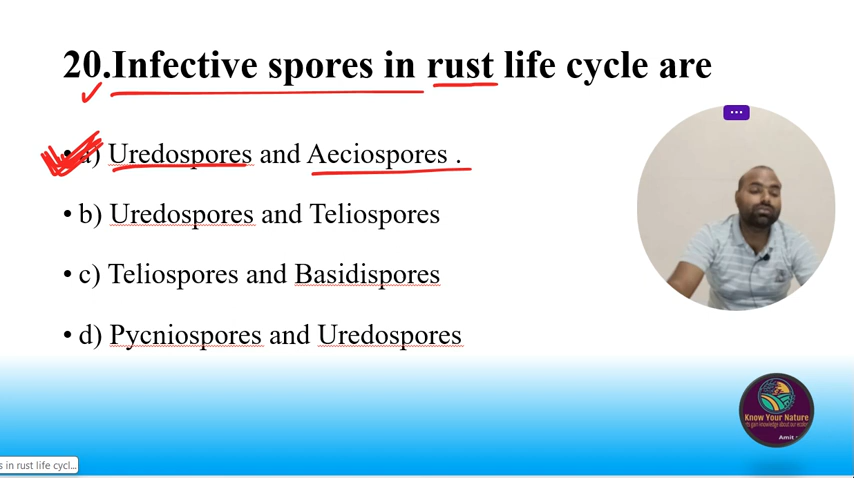 20.Infective spores in rust life cycle are
• a) Uredospores and Aeciospores .
• b) Uredospores and Teliospores
• c) Teliospores and Basidispores
• d) Pycniospores and Uredospores
Know Your Nature
Amit
s in rust life cycl...